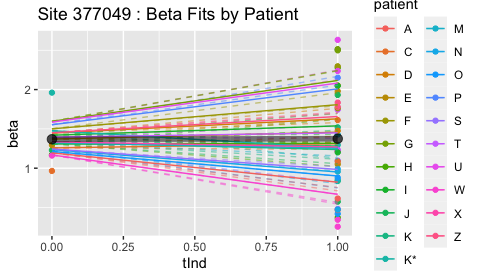 Site 377049 : Beta Fits by Patient
patient
beta
2
1
0.00 0.25 0.50 0.75 1.00
tInd
A
C
D
E
F
G
H
I
J
K
K*
M
N
O
P
S
T
U
W
X
Z